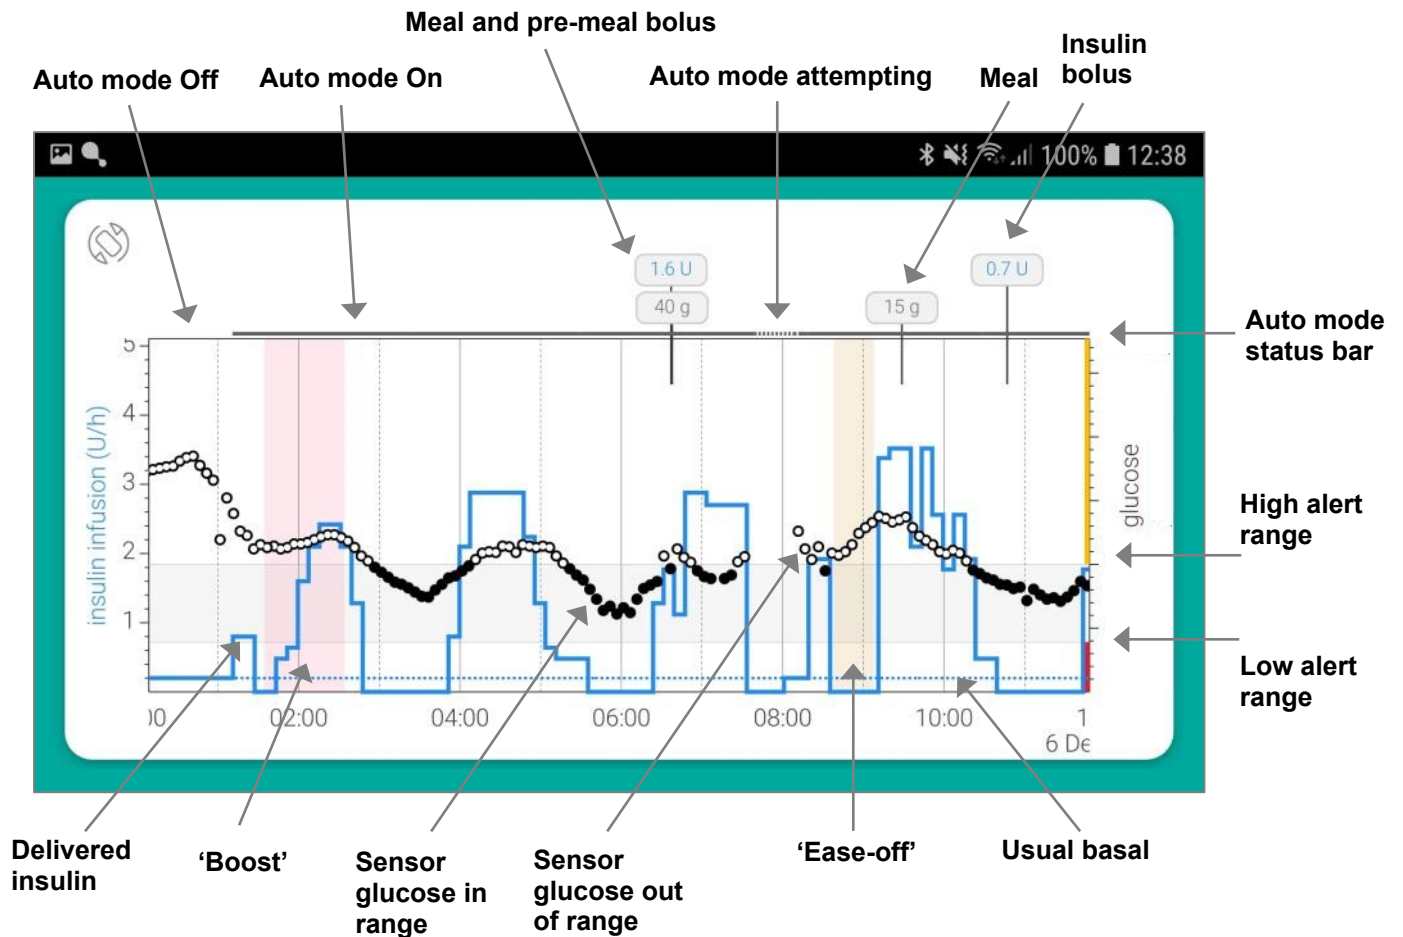 Meal and pre-meal bolus
Insulin
bolus
Auto mode Off
Auto mode On
Auto mode attempting
Meal
100% 12:38
1.6 U
0.7 U
40 g
15 g
Auto mode
status bar
5
4
3
2
1
insulin infusion (U/h)
glucose
High alert
range
Low alert
range
00 02:00 04:00 06:00 08:00 10:00 1
6 De
Delivered
insulin
‘Boost’
Sensor
glucose in
range
Sensor
glucose out
of range
‘Ease-off’
Usual basal